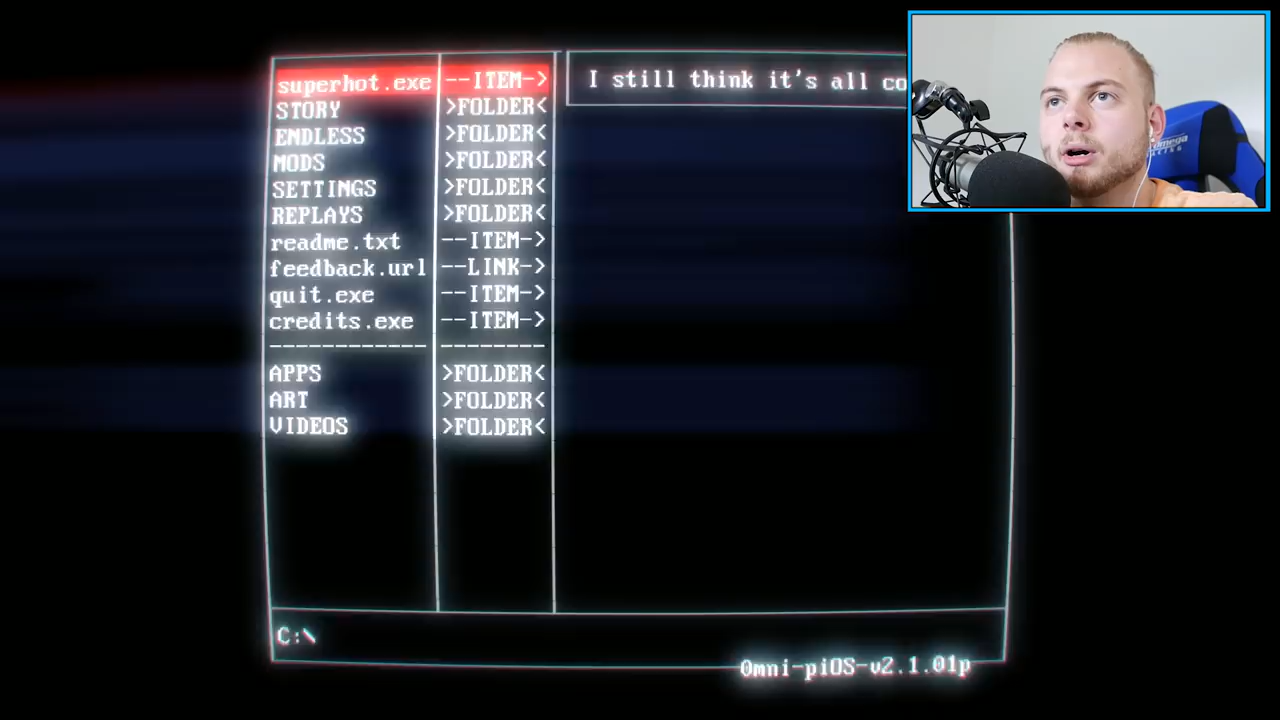 superhot.exe --ITEM-> I still think it's all co
STORY >FOLDER<
ENDLESS >FOLDER<
MODS >FOLDER<
SETTINGS >FOLDER<
REPLAYS >FOLDER<
readme.txt --ITEM->
feedback.url --LINK->
quit.exe --ITEM->
credits.exe --ITEM->
------------ --------
APPS >FOLDER<
ART >FOLDER<
VIDEOS >FOLDER<
C:\
Omni-piOS-v2.1.01p